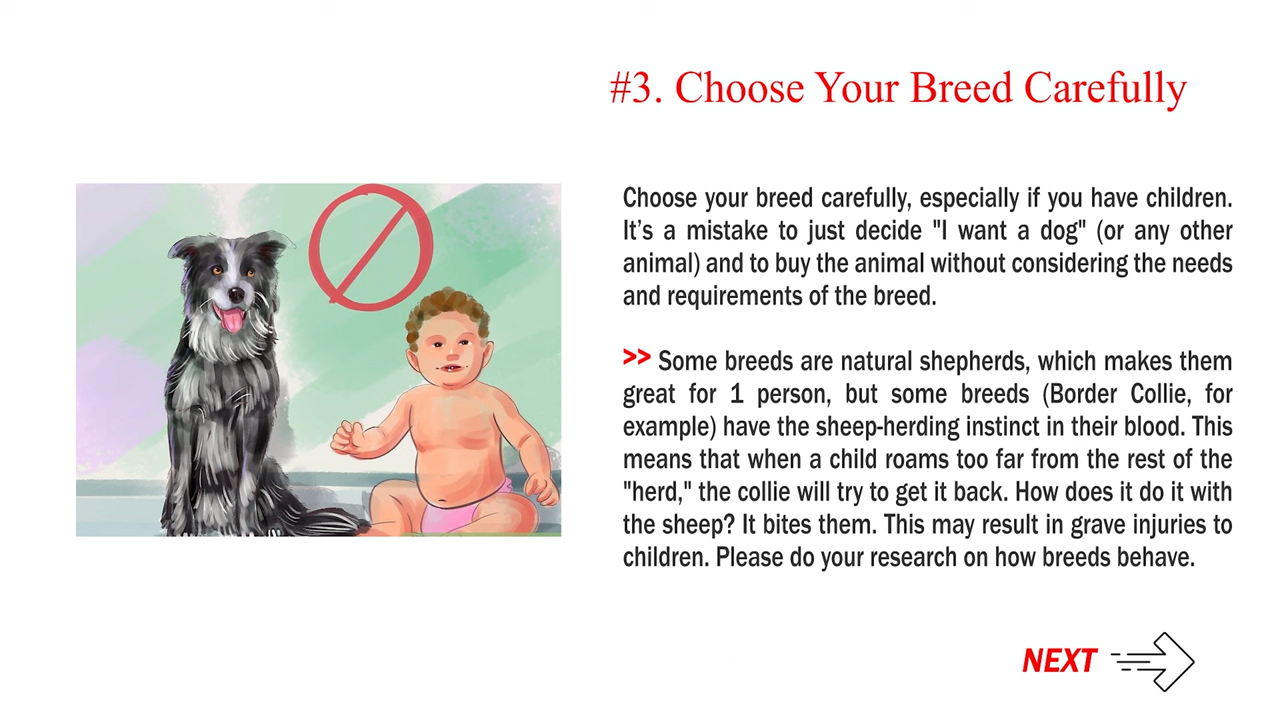 #3. Choose Your Breed Carefully
Choose your breed carefully, especially if you have children.
It's a mistake to just decide "I want a dog" (or any other
animal) and to buy the animal without considering the needs
and requirements of the breed.
>> Some breeds are natural shepherds, which makes them
great for 1 person, but some breeds (Border Collie, for
example) have the sheep-herding instinct in their blood. This
means that when a child roams too far from the rest of the
"herd," the collie will try to get it back. How does it do it with
the sheep? It bites them. This may result in grave injuries to
children. Please do your research on how breeds behave.
NEXT